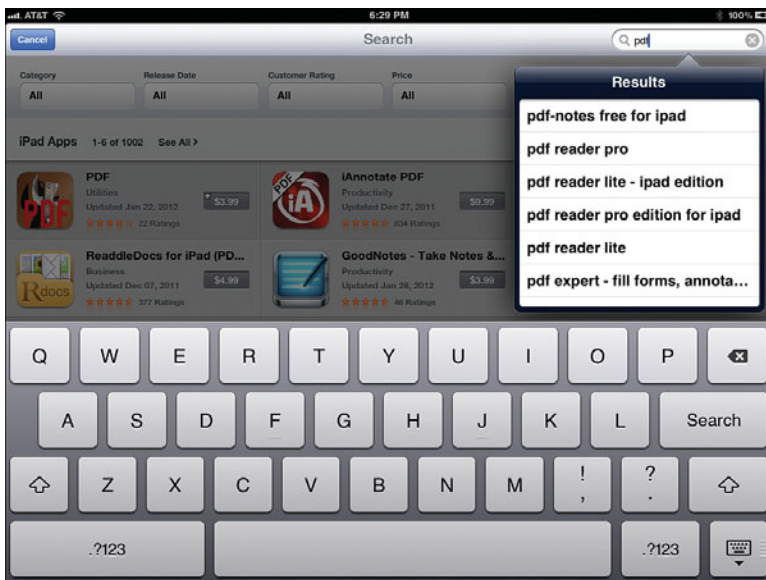 AT&T 6:29 PM 100%
Cancel Search pdf
Category Release Date Customer Rating Price
All All All All
iPad Apps 1-6 of 1002 See All >
PDF
Utilities
Updated Jan 22, 2012
22 Ratings
$3.99
PDF
PDF
iA
iAnnotate PDF
Productivity
Updated Dec 27, 2011
834 Ratings
$9.99
Rdocs
ReaddleDocs for iPad (PD...
Business
Updated Dec 07, 2011
377 Ratings
$4.99
GoodNotes - Take Notes &...
Productivity
Updated Jan 28, 2012
46 Ratings
$3.99
Results
pdf-notes free for ipad
pdf reader pro
pdf reader lite - ipad edition
pdf reader pro edition for ipad
pdf reader lite
pdf expert - fill forms, annota...
Q W E R T Y U I O P
A S D F G H J K L Search
Z X C V B N M ! , ? .
.?123 .?123